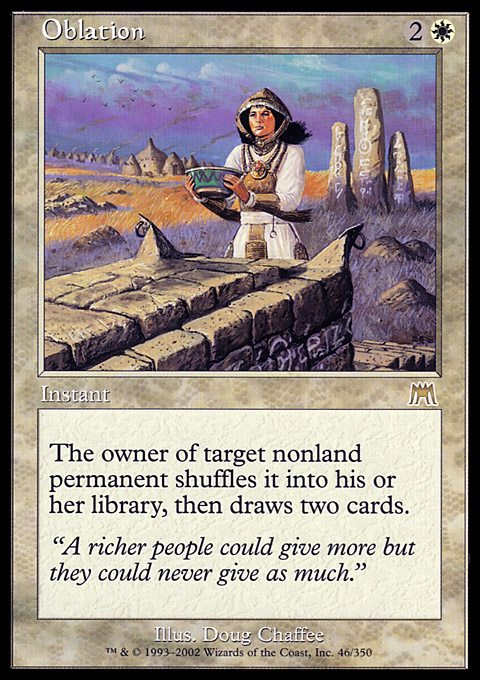 Oblation 2
Instant
The owner of target nonland
permanent shuffles it into his or
her library, then draws two cards.
“A richer people could give more but
they could never give as much.”
Illus. Doug Chaffee
™ & © 1993–2002 Wizards of the Coast, Inc. 46/350